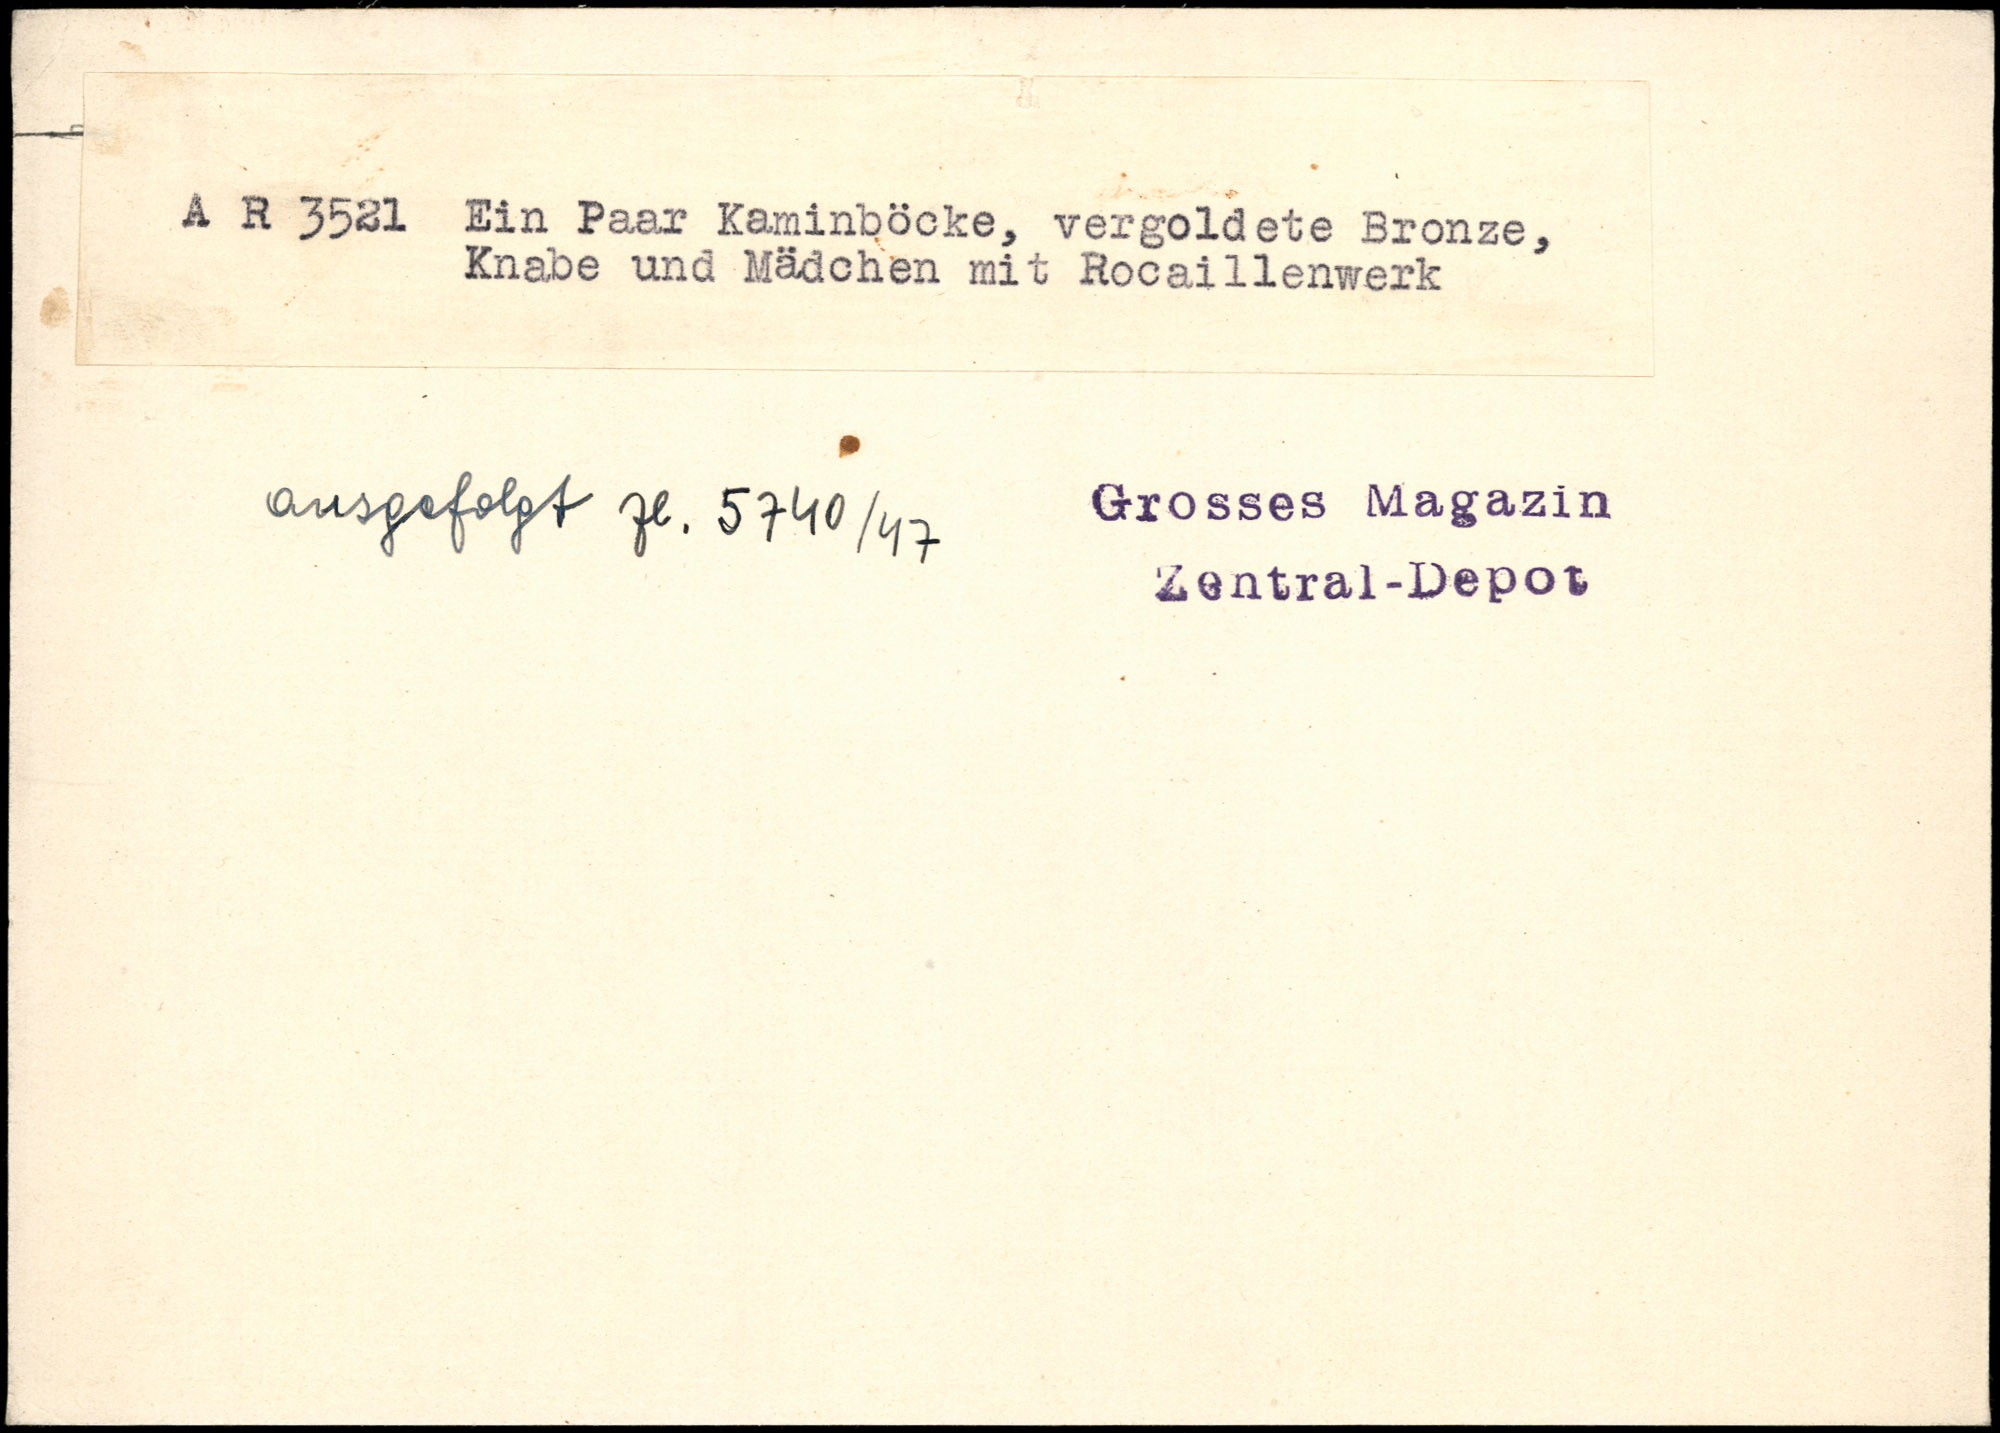 A R 3521 Ein Paar Kaminböcke, vergoldete Bronze,
Knabe und Mädchen mit Rocaillenwerk
ausgefolgt Zl. 5740/47
Grosses Magazin
Zentral-Depot